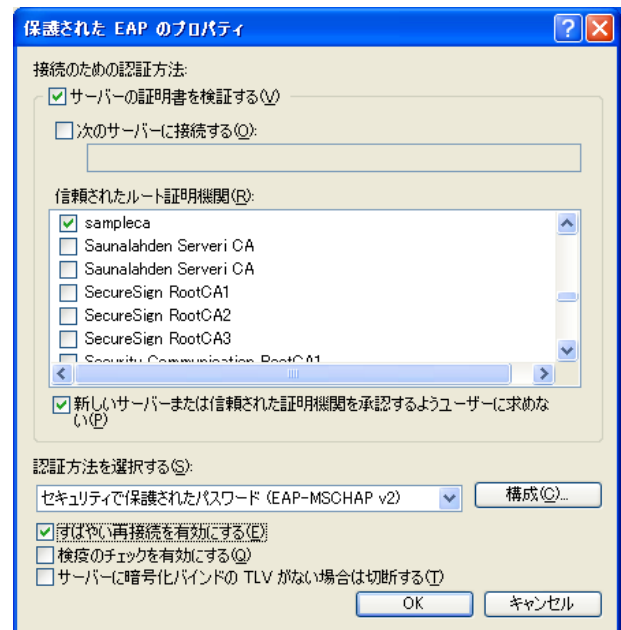 保護された EAP のプロパティ
接続のための認証方法:
サーバーの証明書を検証する(V)
次のサーバーに接続する(O):
信頼されたルート証明機関(R):
sampleca
Saunalahden Serveri CA
Saunalahden Serveri CA
SecureSign RootCA1
SecureSign RootCA2
SecureSign RootCA3
Security Communication RootCA1
新しいサーバーまたは信頼された証明機関を承認するようユーザーに求めな
い(P)
認証方法を選択する(S):
セキュリティで保護されたパスワード (EAP-MSCHAP v2)
構成(C)...
すばやい再接続を有効にする(E)
検疫のチェックを有効にする(Q)
サーバーに暗号化バインドの TLV がない場合は切断する(T)
OK
キャンセル